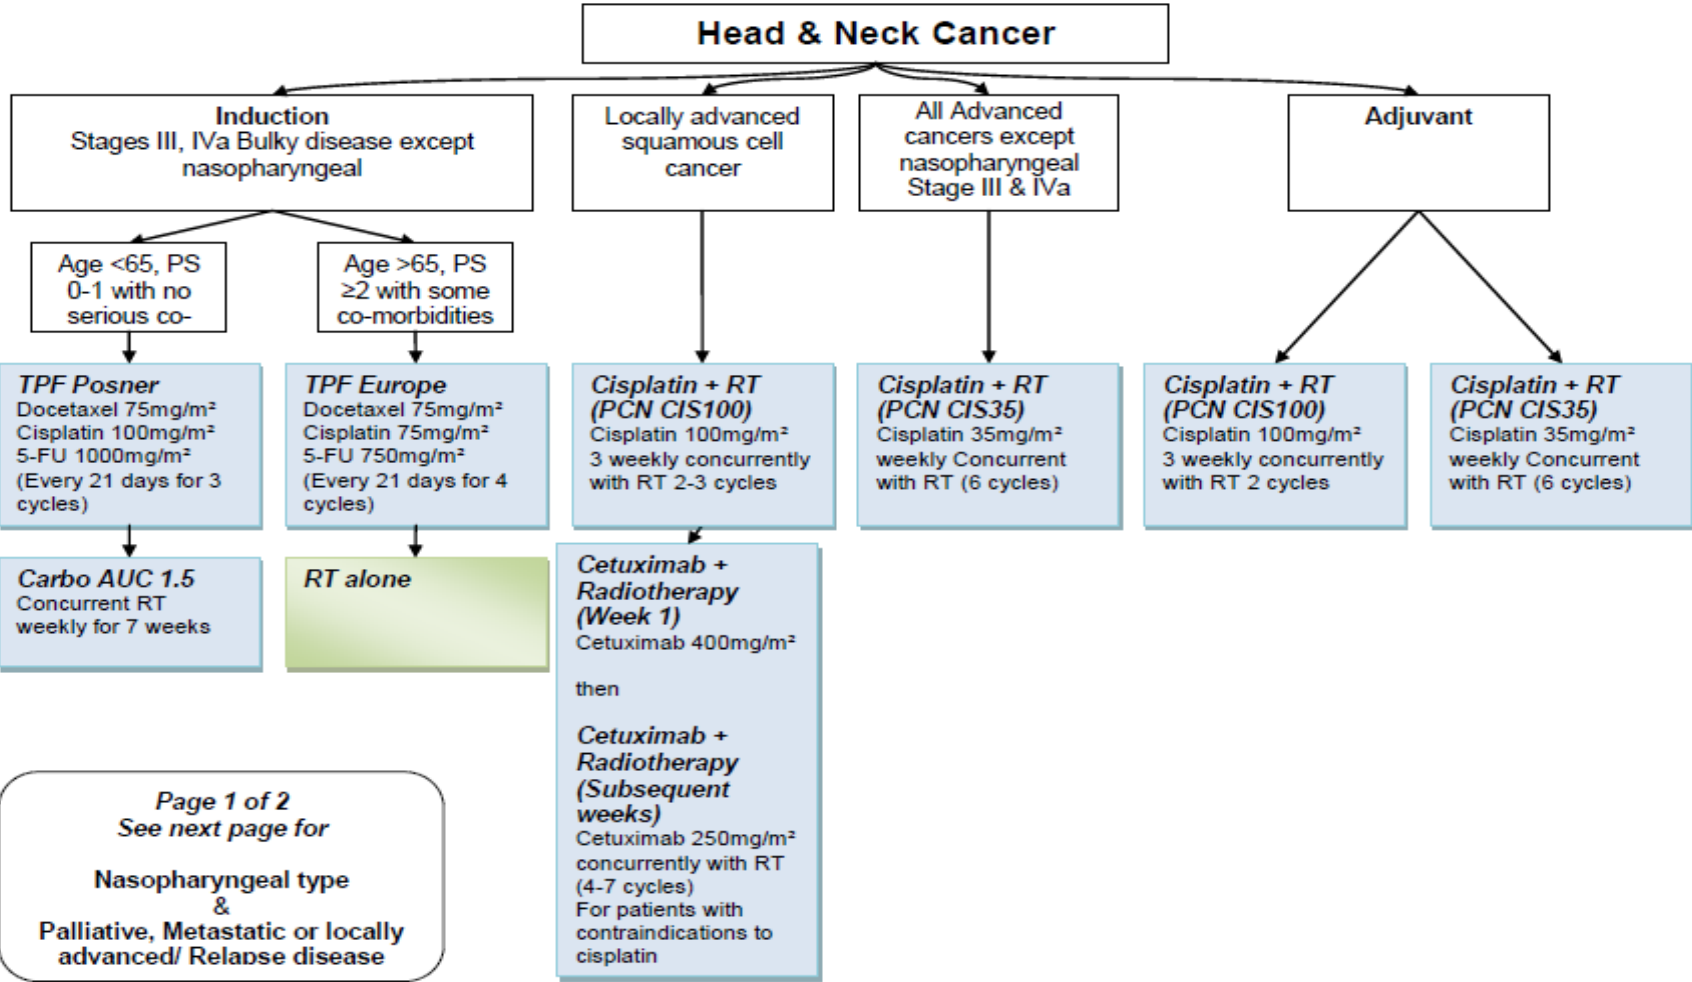 Head & Neck Cancer
Induction
Stages III, IVa Bulky disease except
nasopharyngeal
Locally advanced
squamous cell
cancer
All Advanced
cancers except
nasopharyngeal
Stage III & IVa
Adjuvant
Age <65, PS
0-1 with no
serious co-
Age >65, PS
≥2 with some
co-morbidities
TPF Posner
Docetaxel 75mg/m²
Cisplatin 100mg/m²
5-FU 1000mg/m²
(Every 21 days for 3
cycles)
TPF Europe
Docetaxel 75mg/m²
Cisplatin 75mg/m²
5-FU 750mg/m²
(Every 21 days for 4
cycles)
Cisplatin + RT
(PCN CIS100)
Cisplatin 100mg/m²
3 weekly concurrently
with RT 2-3 cycles
Cisplatin + RT
(PCN CIS35)
Cisplatin 35mg/m²
weekly Concurrent
with RT (6 cycles)
Cisplatin + RT
(PCN CIS100)
Cisplatin 100mg/m²
3 weekly concurrently
with RT 2 cycles
Cisplatin + RT
(PCN CIS35)
Cisplatin 35mg/m²
weekly Concurrent
with RT (6 cycles)
Carbo AUC 1.5
Concurrent RT
weekly for 7 weeks
RT alone
Cetuximab +
Radiotherapy
(Week 1)
Cetuximab 400mg/m²
then
Cetuximab +
Radiotherapy
(Subsequent
weeks)
Cetuximab 250mg/m²
concurrently with RT
(4-7 cycles)
For patients with
contraindications to
cisplatin
Page 1 of 2
See next page for
Nasopharyngeal type
&
Palliative, Metastatic or locally
advanced/ Relapse disease